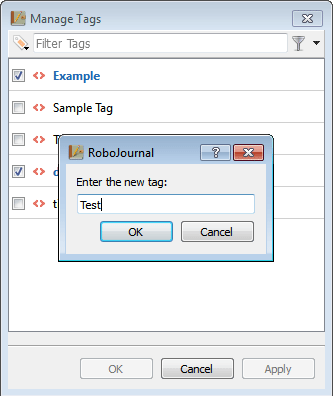 Manage Tags
Filter Tags
Example
Sample Tag
RoboJournal
Enter the new tag:
Test
OK Cancel
OK Cancel Apply